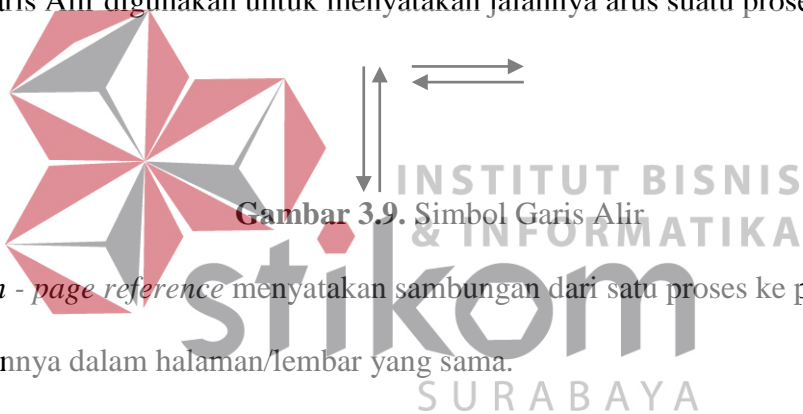 Garis Alir digunakan untuk menyatakan jalannya arus suatu prose
INSTITUT BISNIS
Gambar 3.9. Simbol Garis Alir
& INFORMATIKA
stikom
- page reference menyatakan sambungan dari satu proses ke p
nnya dalam halaman/lembar yang sama.
SURABAYA